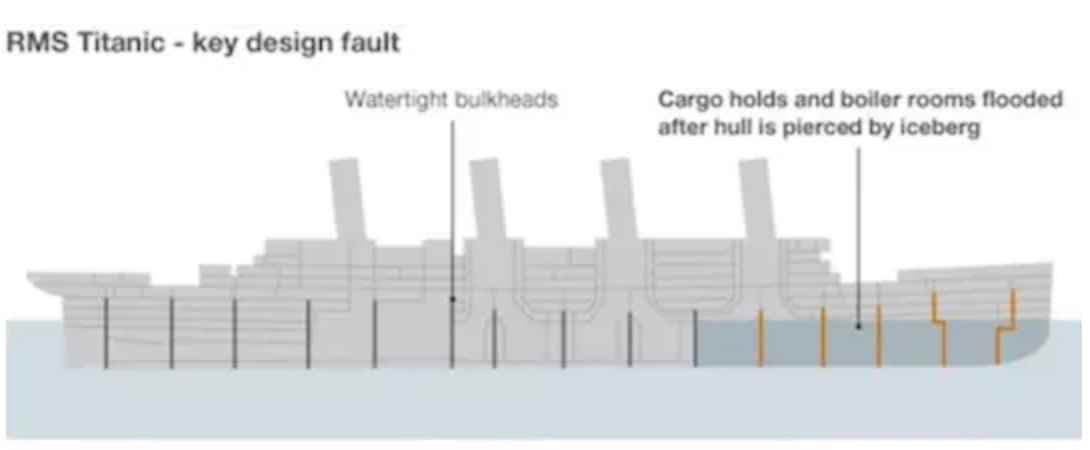 RMS Titanic - key design fault
Watertight bulkheads
Cargo holds and boiler rooms flooded
after hull is pierced by iceberg